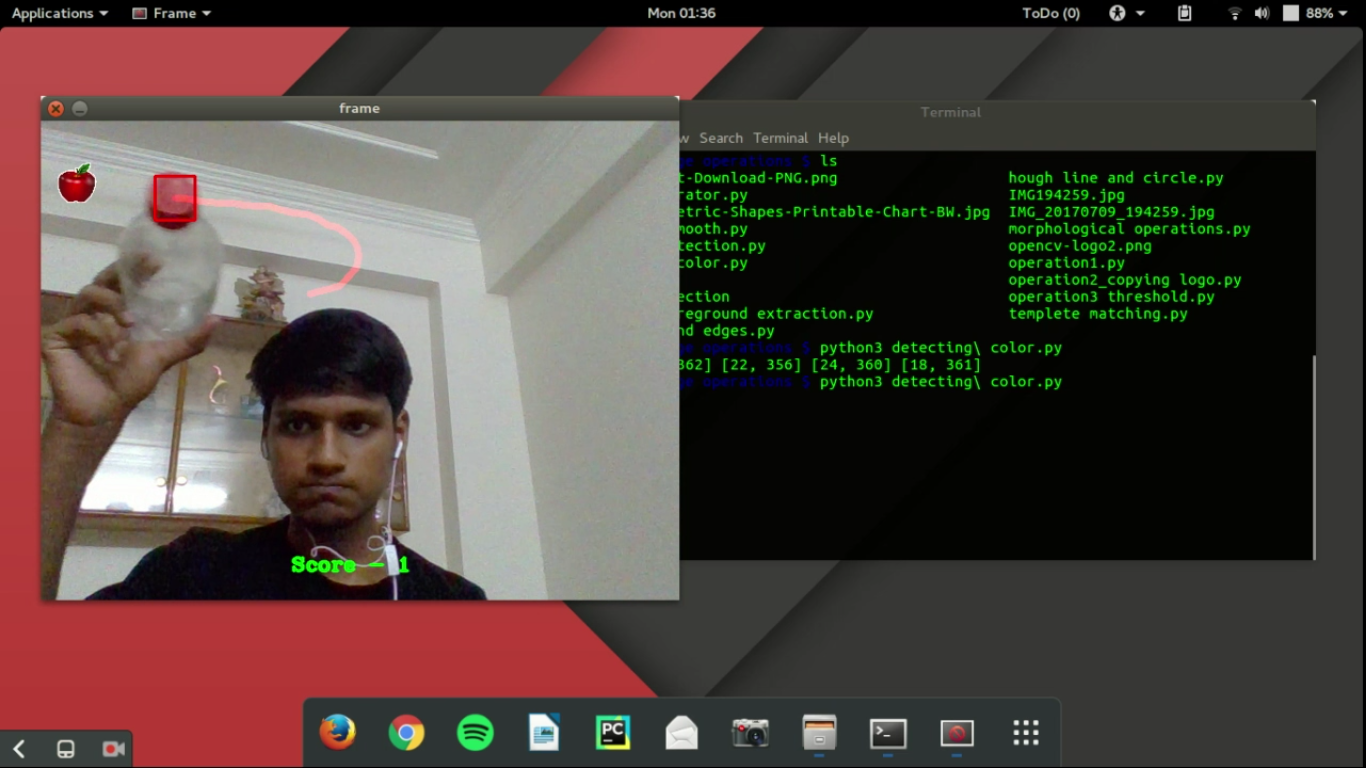 Applications Frame Mon 01:36 ToDo (0) 88%
frame
Score - 1
Terminal
w Search Terminal Help
ge operations $ ls
t-Download-PNG.png hough line and circle.py
rator.py IMG194259.jpg
etric-Shapes-Printable-Chart-BW.jpg IMG_20170709_194259.jpg
mooth.py morphological operations.py
tection.py opencv-logo2.png
color.py operation1.py
operation2_copying logo.py
ection operation3 threshold.py
reground extraction.py templete matching.py
nd edges.py
ge operations $ python3 detecting\ color.py
362] [22, 356] [24, 360] [18, 361]
ge operations $ python3 detecting\ color.py
PC